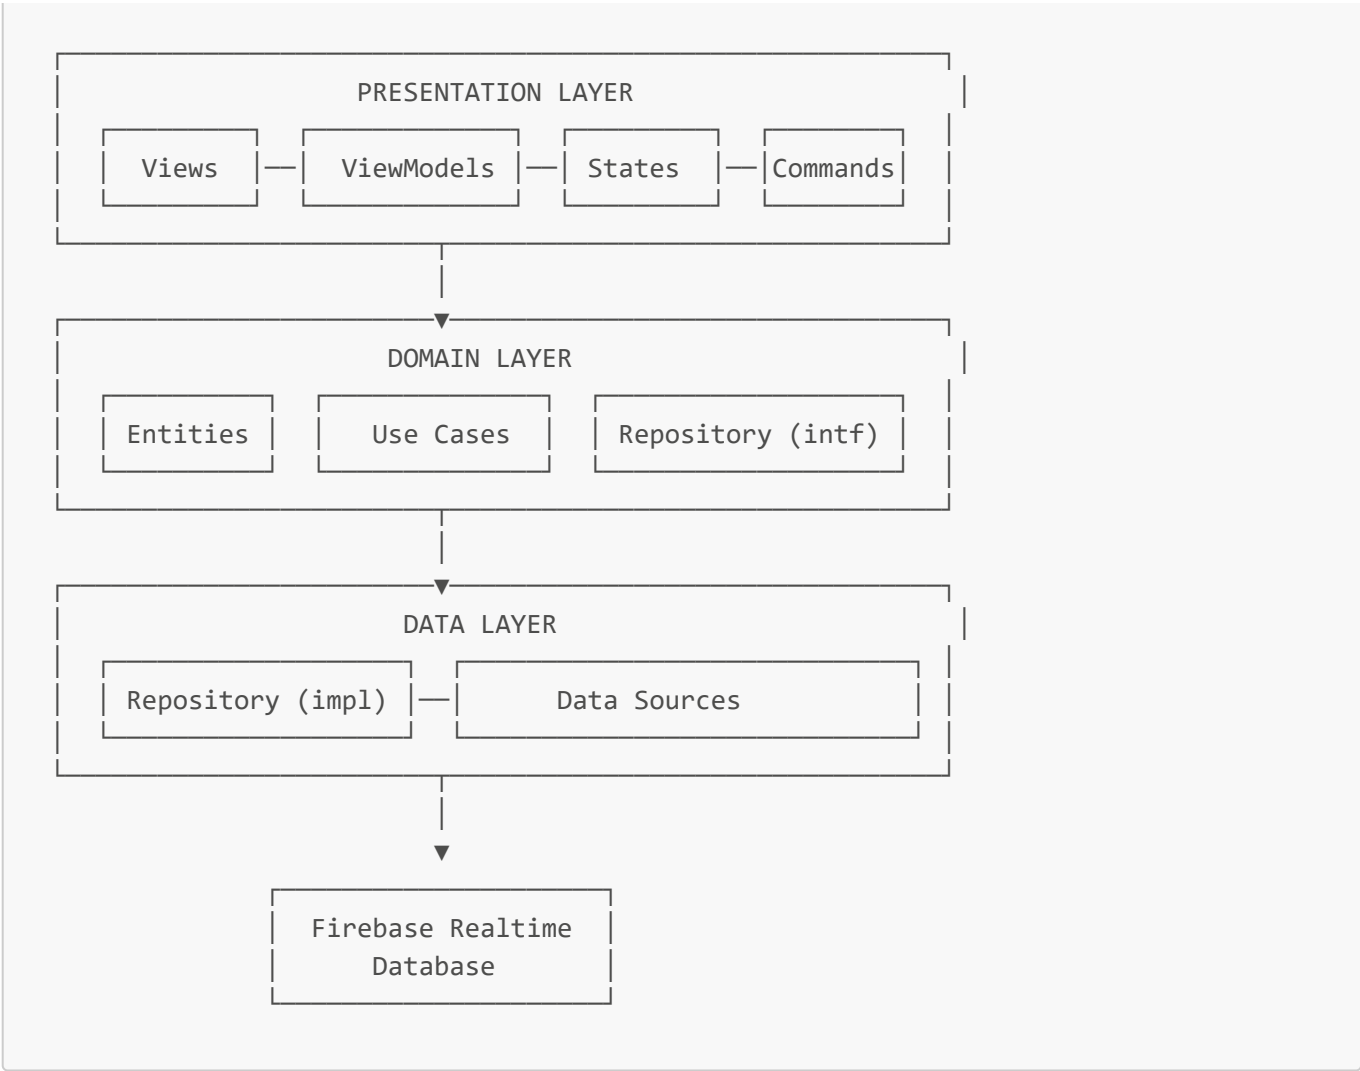 PRESENTATION LAYER
Views ViewModels States Commands
DOMAIN LAYER
Entities Use Cases Repository (intf)
DATA LAYER
Repository (impl) Data Sources
Firebase Realtime
Database